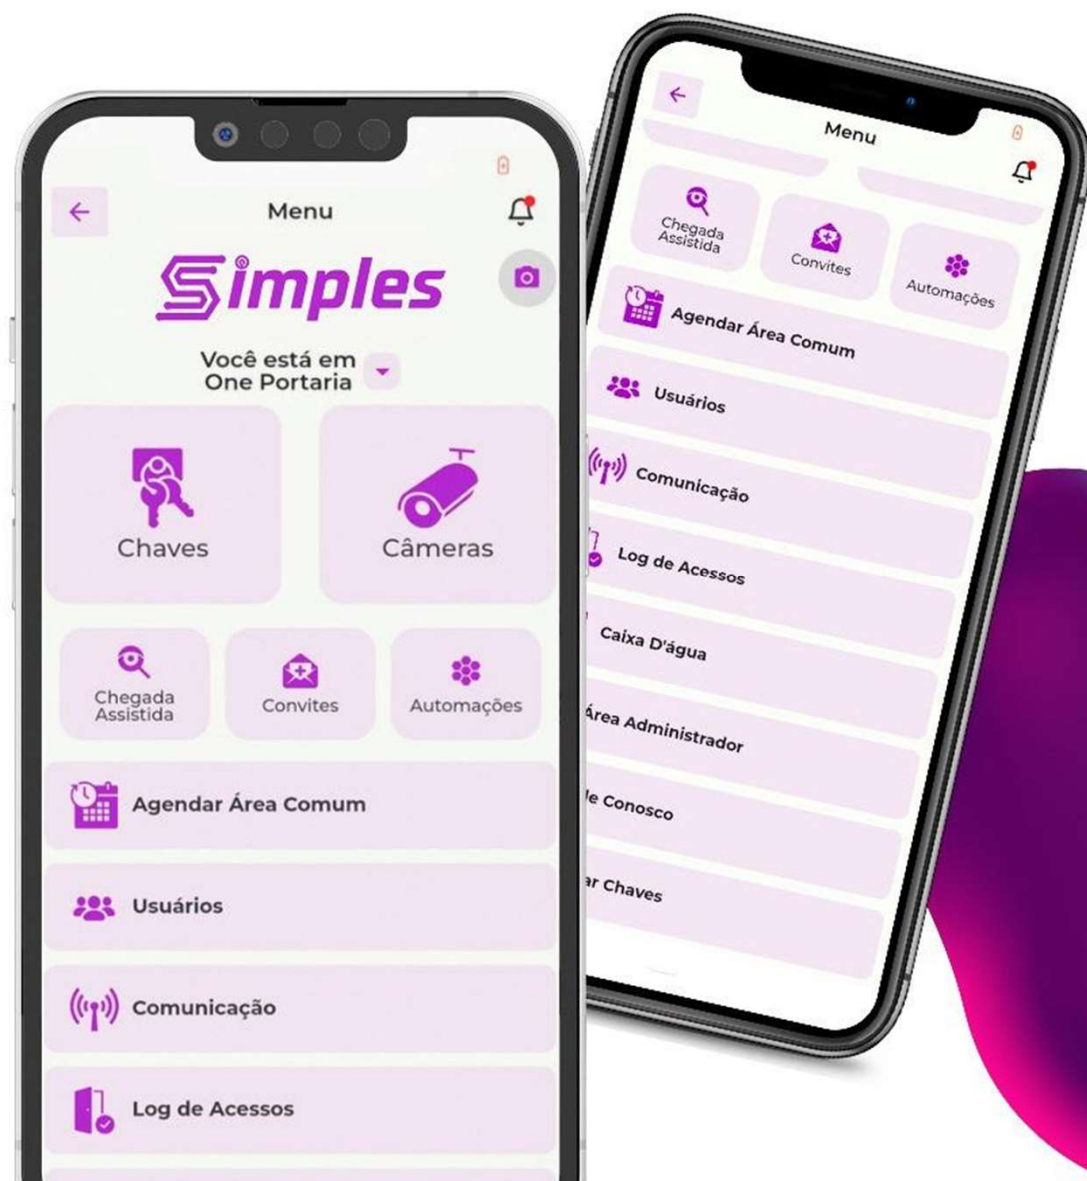 Menu
Simples
Você está em
One Portaria
Chaves
Câmeras
Chegada
Assistida
Convites
Automações
Agendar Área Comum
Usuários
Comunicação
Log de Acessos
Menu
Chegada
Assistida
Convites
Automações
Agendar Área Comum
Usuários
Comunicação
Log de Acessos
Caixa D'água
Área Administrador
Conosco
Chaves